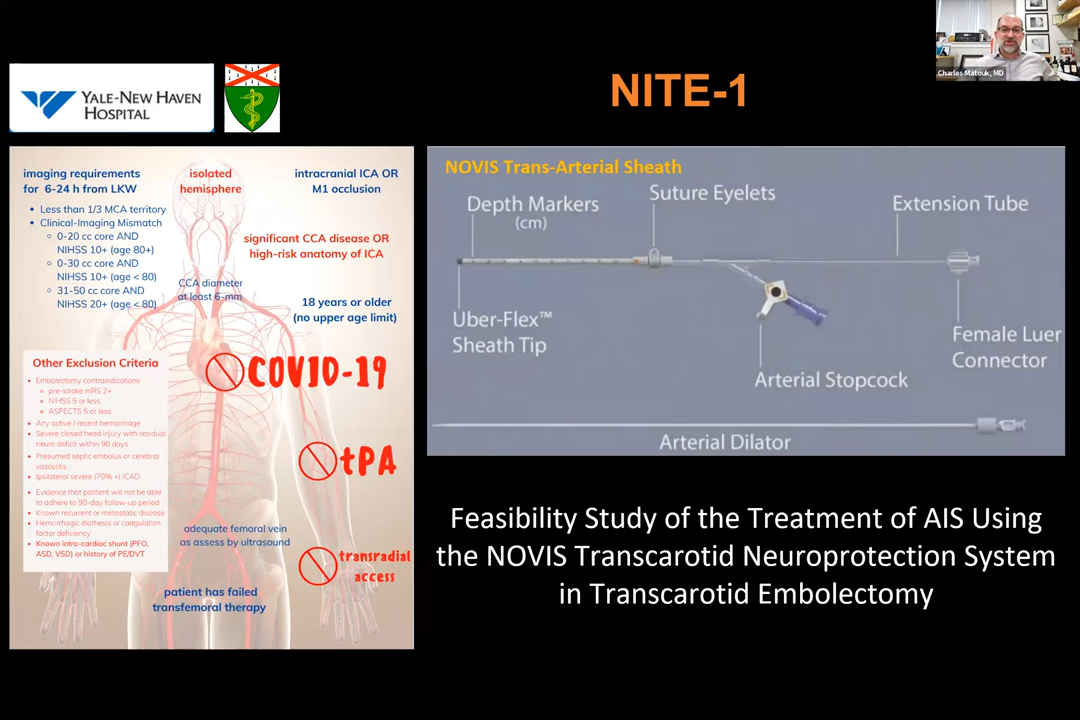 Charles Matouk, MD
YALE-NEW HAVEN
HOSPITAL
NITE-1
imaging requirements
for 6-24 h from LKW
• Less than 1/3 MCA territory
• Clinical-Imaging Mismatch
0-20 cc core AND
NIHSS 10+ (age 80+)
0-30 cc core AND
NIHSS 10+ (age < 80)
31-50 cc core AND
NIHSS 20+ (age < 80)
isolated
hemisphere
intracranial ICA OR
M1 occlusion
significant CCA disease OR
high-risk anatomy of ICA
CCA diameter
at least 6-mm
18 years or older
(no upper age limit)
Other Exclusion Criteria
• Embolectomy contraindications
pre-stroke mRS 2+
NIHSS 5 or less
ASPECTS 5 or less
• Any active / recent hemorrhage
• Severe closed head injury with residual
neuro deficit within 90 days
• Presumed septic embolus or cerebral
vasculitis
• Ipsilateral severe (70% +) ICAD
• Evidence that patitent will not be able
to adhere to 90-day follow-up period
• Known recurrent or metastatic disease
• Hemorrhagic diathesis or coagulation
factor deficiency
• Known intro-cardiac shunt (PFO,
ASD, VSD) or history of PE/DVT
COVID-19
tPA
adequate femoral vein
as assess by ultrasound
transradial
access
patient has failed
transfemoral therapy
NOVIS Trans-Arterial Sheath
Depth Markers
(cm)
Suture Eyelets
Extension Tube
Uber-Flex™
Sheath Tip
Arterial Stopcock
Female Luer
Connector
Arterial Dilator
Feasibility Study of the Treatment of AIS Using
the NOVIS Transcarotid Neuroprotection System
in Transcarotid Embolectomy